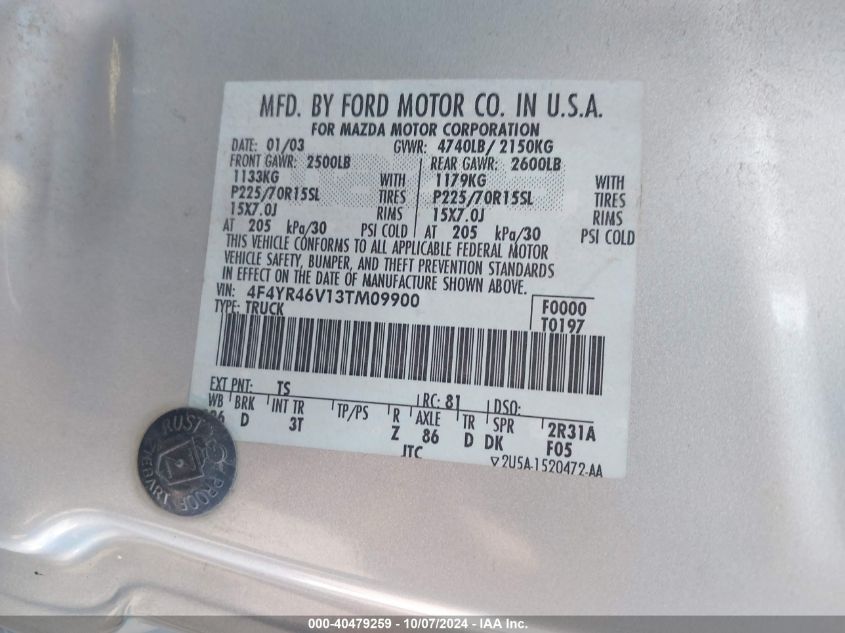 MFD. BY FORD MOTOR CO. IN U.S.A.
FOR MAZDA MOTOR CORPORATION
DATE: 01/03 GVWR: 4740LB/ 2150KG
FRONT GAWR: 2500LB REAR GAWR: 2600LB
1133KG WITH 1179KG WITH
P225/70R15SL TIRES P225/70R15SL TIRES
15X7.0J RIMS 15X7.0J RIMS
AT 205 kPa/30 PSI COLD AT 205 kPa/30 PSI COLD
THIS VEHICLE CONFORMS TO ALL APPLICABLE FEDERAL MOTOR
VEHICLE SAFETY, BUMPER, AND THEFT PREVENTION STANDARDS
IN EFFECT ON THE DATE OF MANUFACTURE SHOWN ABOVE.
VIN: 4F4YR46V13TM09900 F0000
TYPE: TRUCK T0197
EXT PNT: TS RC: 81 DSO:
WB BRK INT TR TP/PS R AXLE TR SPR 2R31A
D 3T Z 86 D DK F05
JTC 2U5A-1520472-AA
RUST PROOF
000-40479259 - 10/07/2024 - IAA Inc.